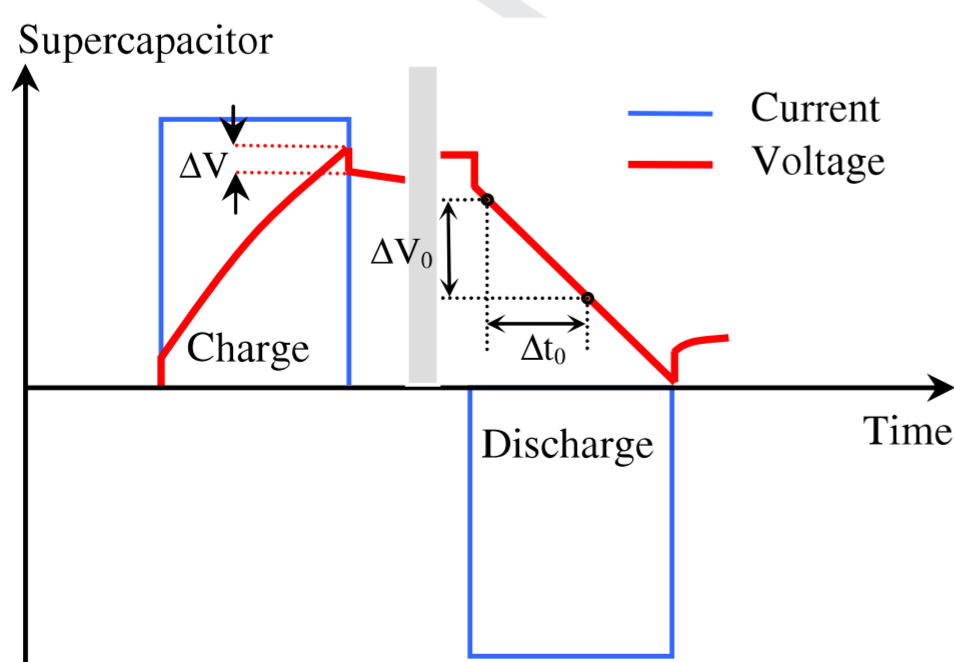 Supercapacitor
Current
Voltage
ΔV
ΔV₀
Charge
Δt₀
Time
Discharge